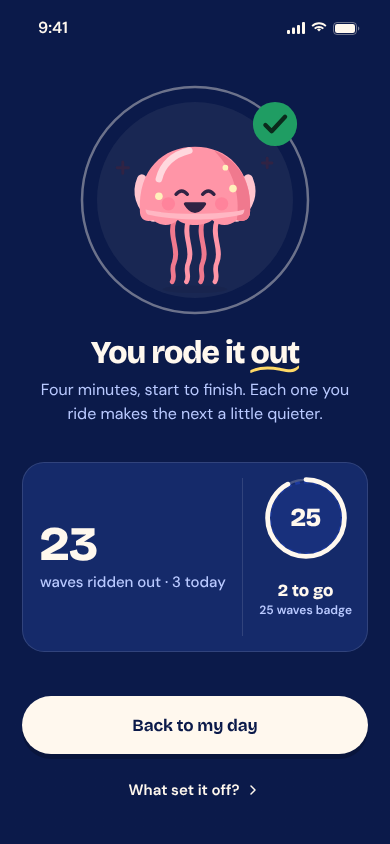 9:41
You rode it out
Four minutes, start to finish. Each one you
ride makes the next a little quieter.
23
waves ridden out · 3 today
25
2 to go
25 waves badge
Back to my day
What set it off?